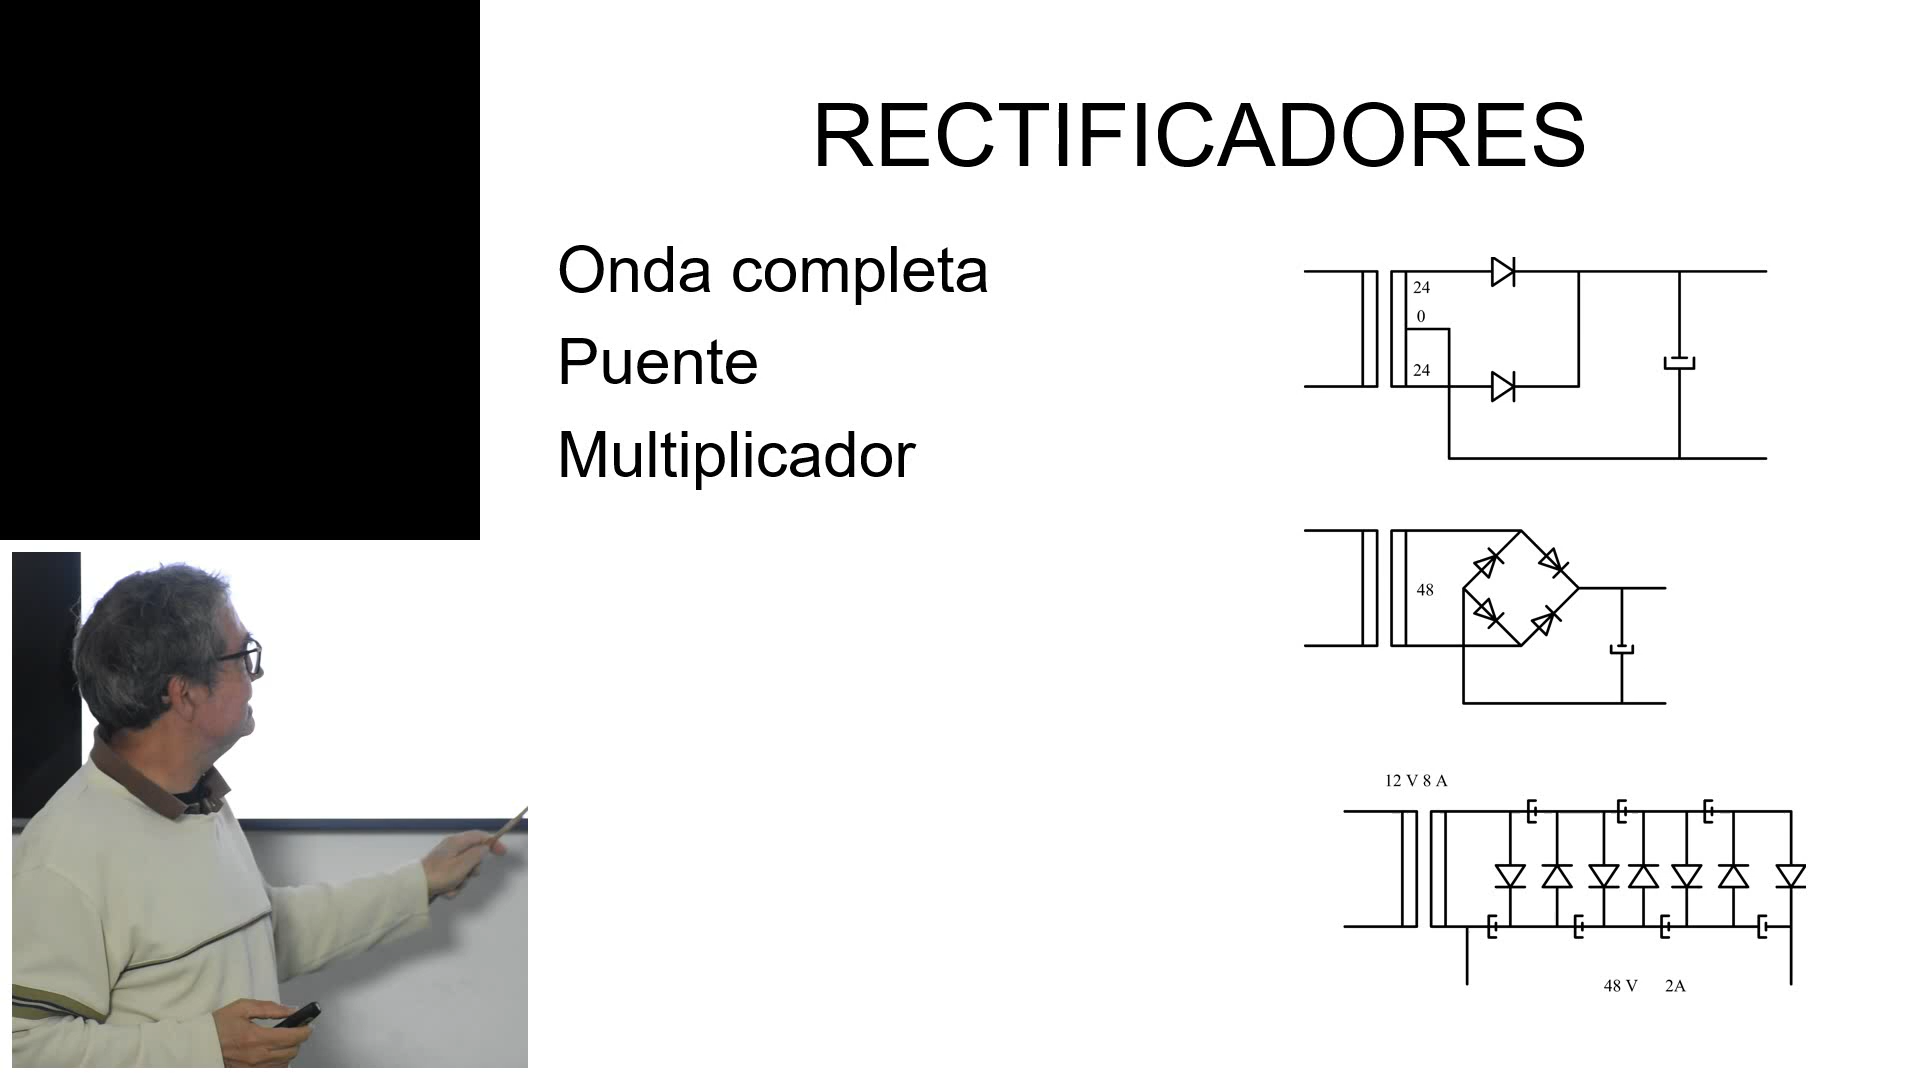 RECTIFICADORES
Onda completa
Puente
Multiplicador
24
0
24
48
12 V 8 A
48 V 2A